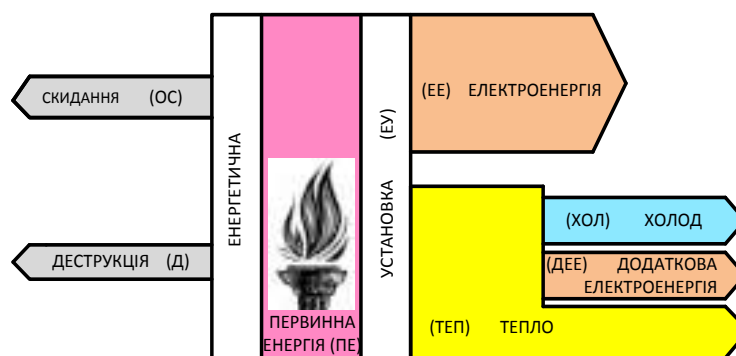 СКИДАННЯ (ОС)
ДЕСТРУКЦІЯ (Д)
ЕНЕРГЕТИЧНА
ПЕРВИННА
ЕНЕРГІЯ (ПЕ)
УСТАНОВКА (ЕУ)
(ЕЕ) ЕЛЕКТРОЕНЕРГІЯ
(ХОЛ) ХОЛОД
(ДЕЕ) ДОДАТКОВА
ЕЛЕКТРОЕНЕРГІЯ
(ТЕП) ТЕПЛО